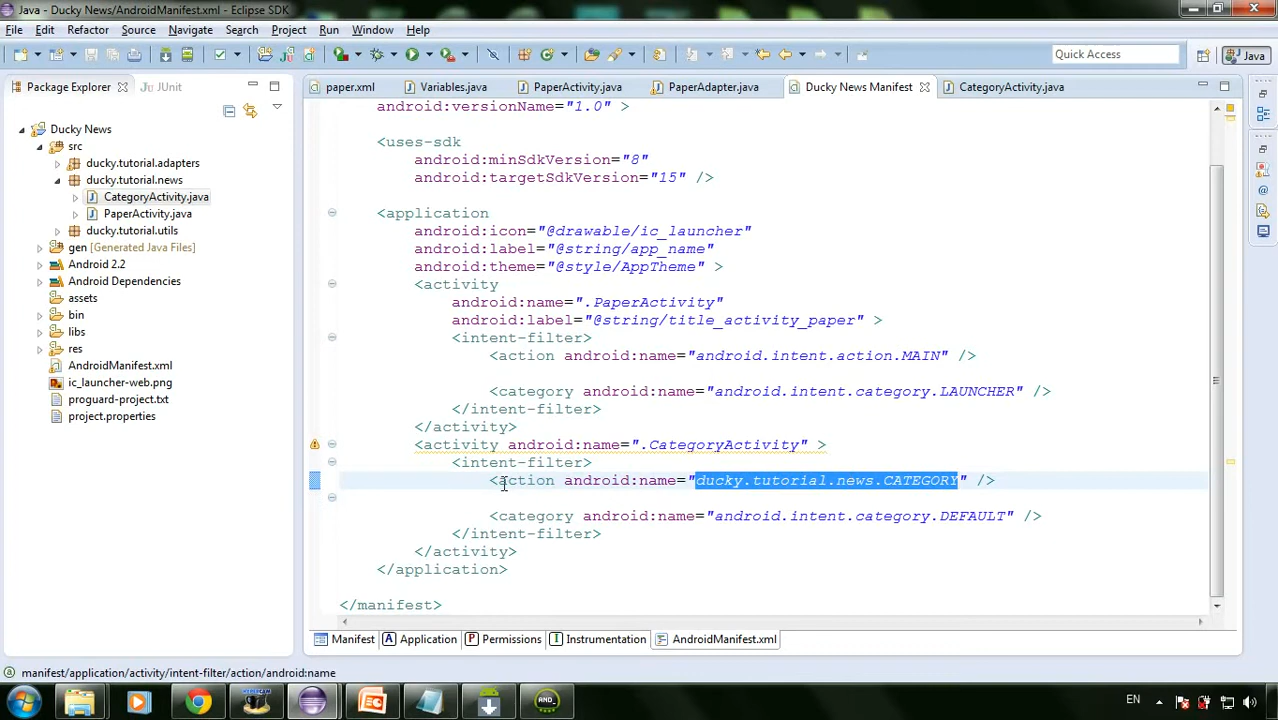 Java - Ducky News/AndroidManifest.xml - Eclipse SDK
File Edit Refactor Source Navigate Search Project Run Window Help
Quick Access
Java
Package Explorer
JUnit
Ducky News
src
ducky.tutorial.adapters
ducky.tutorial.news
CategoryActivity.java
PaperActivity.java
ducky.tutorial.utils
gen [Generated Java Files]
Android 2.2
Android Dependencies
assets
bin
libs
res
AndroidManifest.xml
ic_launcher-web.png
proguard-project.txt
project.properties
paper.xml Variables.java PaperActivity.java PaperAdapter.java Ducky News Manifest CategoryActivity.java
android:versionName="1.0" >
<uses-sdk
android:minSdkVersion="8"
android:targetSdkVersion="15" />
<application
android:icon="@drawable/ic_launcher"
android:label="@string/app_name"
android:theme="@style/AppTheme" >
<activity
android:name=".PaperActivity"
android:label="@string/title_activity_paper" >
<intent-filter>
<action android:name="android.intent.action.MAIN" />
<category android:name="android.intent.category.LAUNCHER" />
</intent-filter>
</activity>
<activity android:name=".CategoryActivity" >
<intent-filter>
<action android:name="ducky.tutorial.news.CATEGORY" />
<category android:name="android.intent.category.DEFAULT" />
</intent-filter>
</activity>
</application>
</manifest>
Manifest Application Permissions Instrumentation AndroidManifest.xml
manifest/application/activity/intent-filter/action/android:name
EN